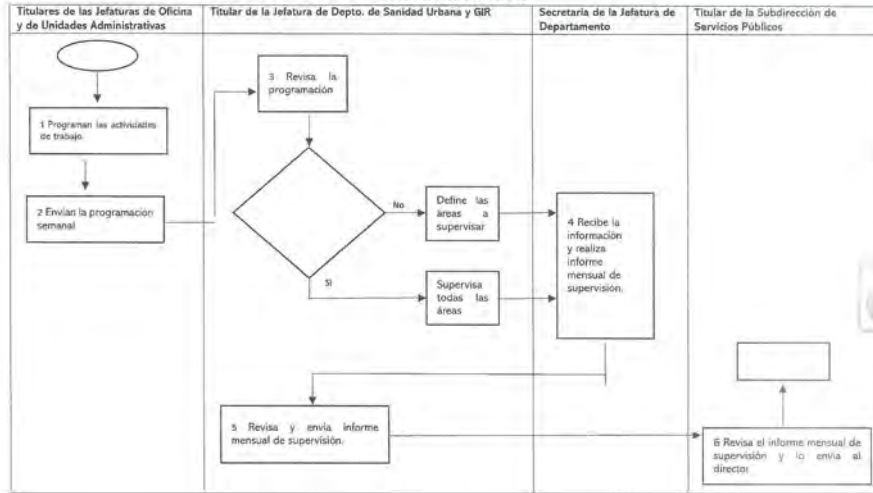 Titulares de las Jefaturas de Oficina
y de Unidades Administrativas
Titular de la Jefatura de Depto. de Sanidad Urbana y GIR
Secretaria de la Jefatura de
Departamento
Titular de la Subdirección de
Servicios Públicos
1 Programan las actividades
de trabajo
2 Envían la programación
semanal
3 Revisa la
programación
No
Define las
áreas a
supervisar
Si
Supervisa
todas las
áreas
4 Recibe la
información
y realiza
informe
mensual de
supervisión.
5 Revisa y envía informe
mensual de supervisión.
6 Revisa el informe mensual de
supervisión y lo envía al
director